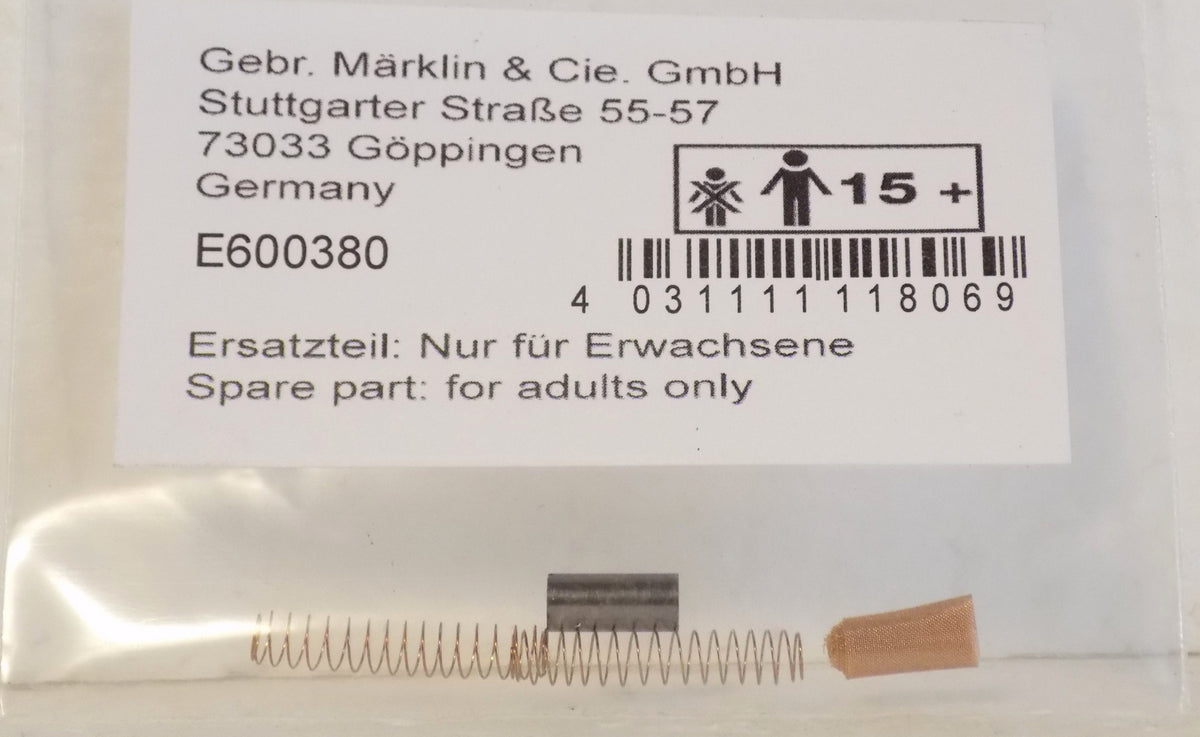 Gebr. Märklin & Cie. GmbH
Stuttgarter Straße 55-57
73033 Göppingen
Germany
15 +
E600380
4 031111 118069
Ersatzteil: Nur für Erwachsene
Spare part: for adults only